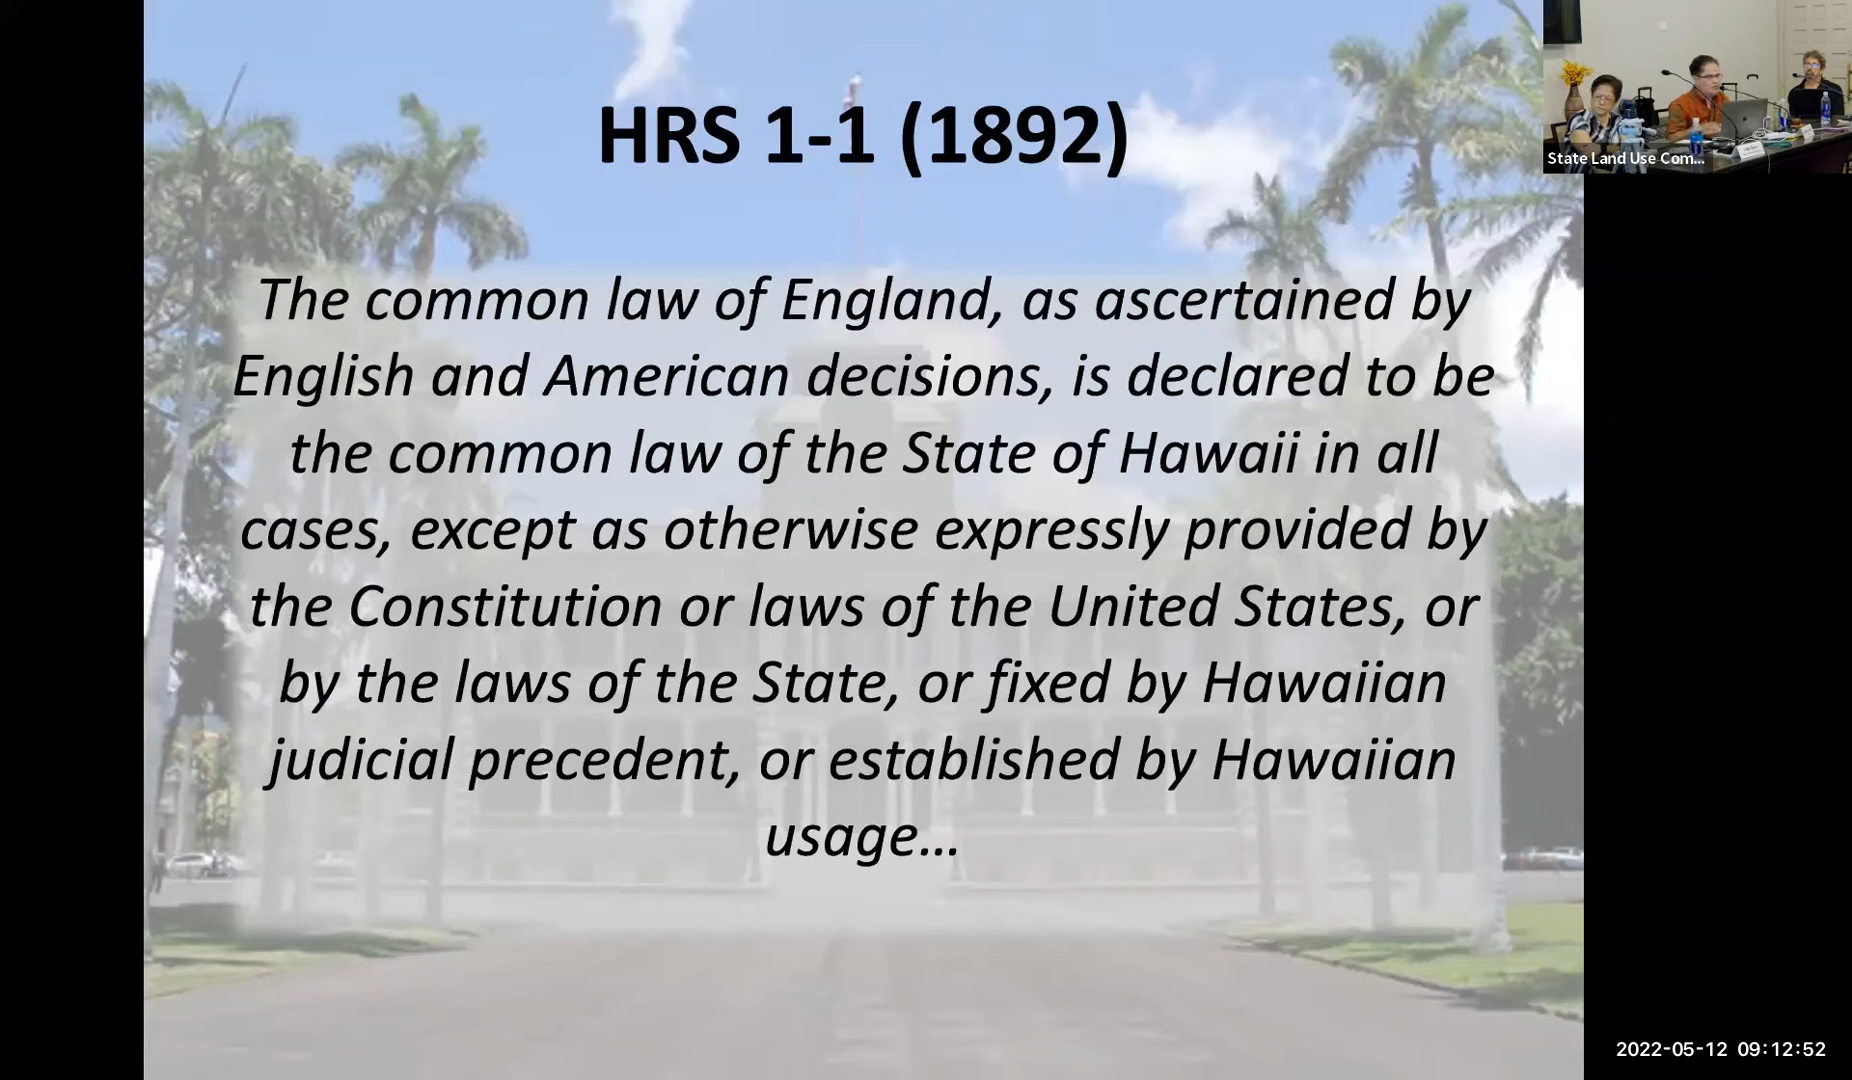 HRS 1-1 (1892)
The common law of England, as ascertained by
English and American decisions, is declared to be
the common law of the State of Hawaii in all
cases, except as otherwise expressly provided by
the Constitution or laws of the United States, or
by the laws of the State, or fixed by Hawaiian
judicial precedent, or established by Hawaiian
usage...
State Land Use Com...
2022-05-12 09:12:52